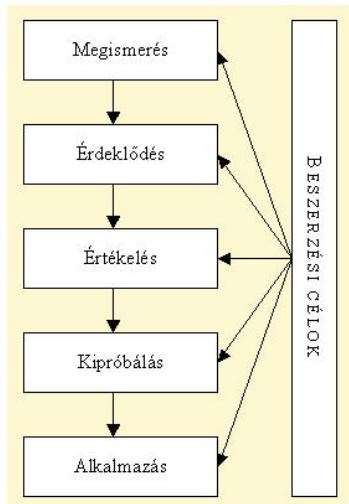 Megismerés
Érdeklődés
Értékelés
Kipróbálás
Alkalmazás
BESZERZÉSI CÉLOK